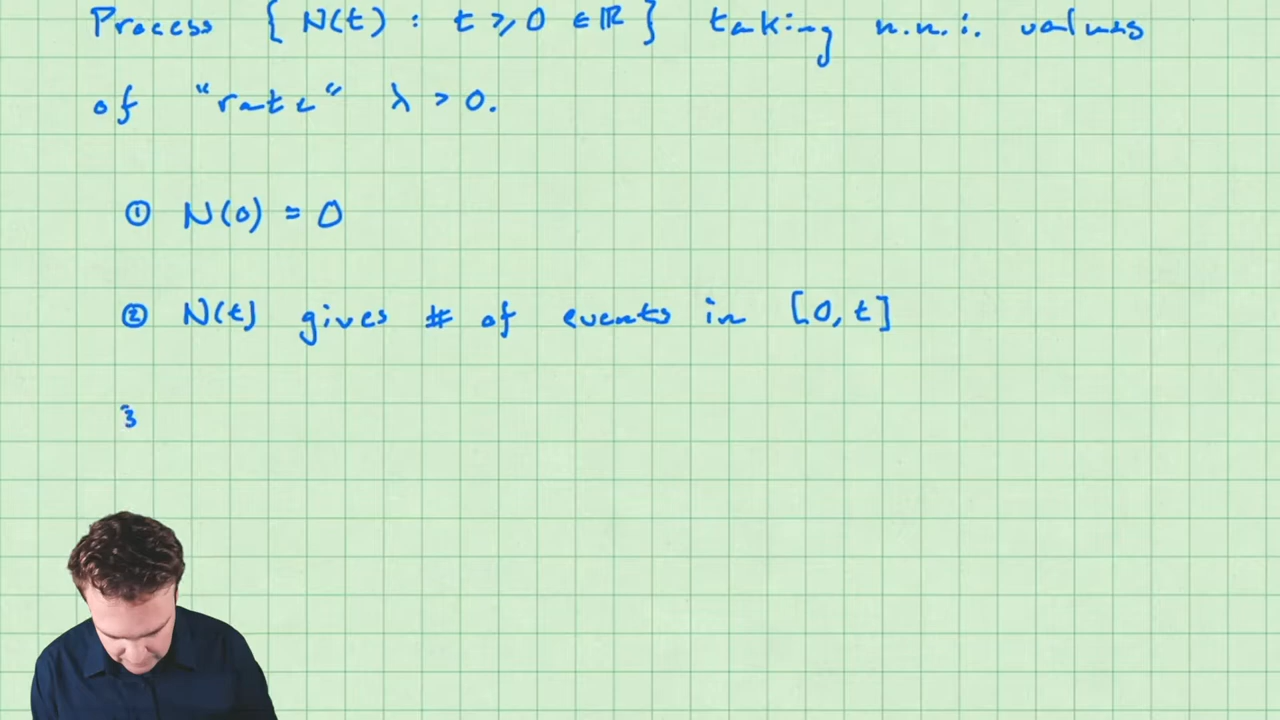 Process { N(t) : t ⩾ 0 ∈ ℝ } taking n.n.i. values
of "rate" λ > 0.
① N(0) = 0
② N(t) gives # of events in [0, t]
3